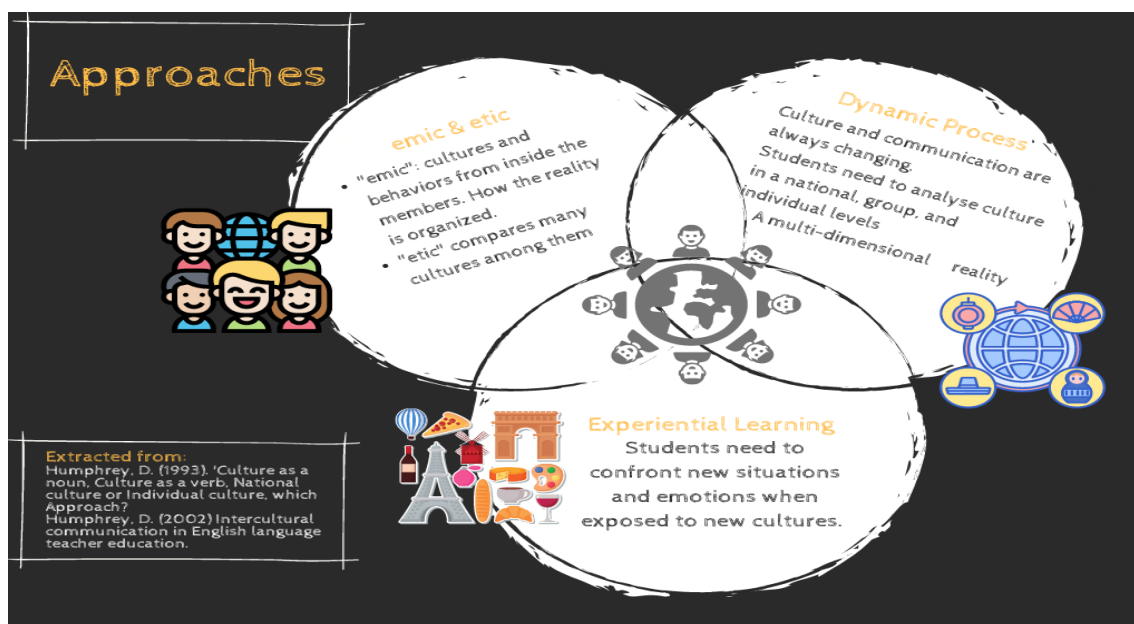 Approaches
emic & etic
• "emic": cultures and
behaviors from inside the
members. How the reality
is organized.
• "etic" compares many
cultures among them
Dynamic Process
Culture and communication are
always changing.
Students need to analyse culture
in a national, group, and
individual levels
A multi-dimensional reality
Experiential Learning
Students need to
confront new situations
and emotions when
exposed to new cultures.
Extracted from:
Humphrey, D. (1993). 'Culture as a
noun, Culture as a verb, National
culture or Individual culture, which
Approach?
Humphrey, D. (2002) Intercultural
communication in English language
teacher education.